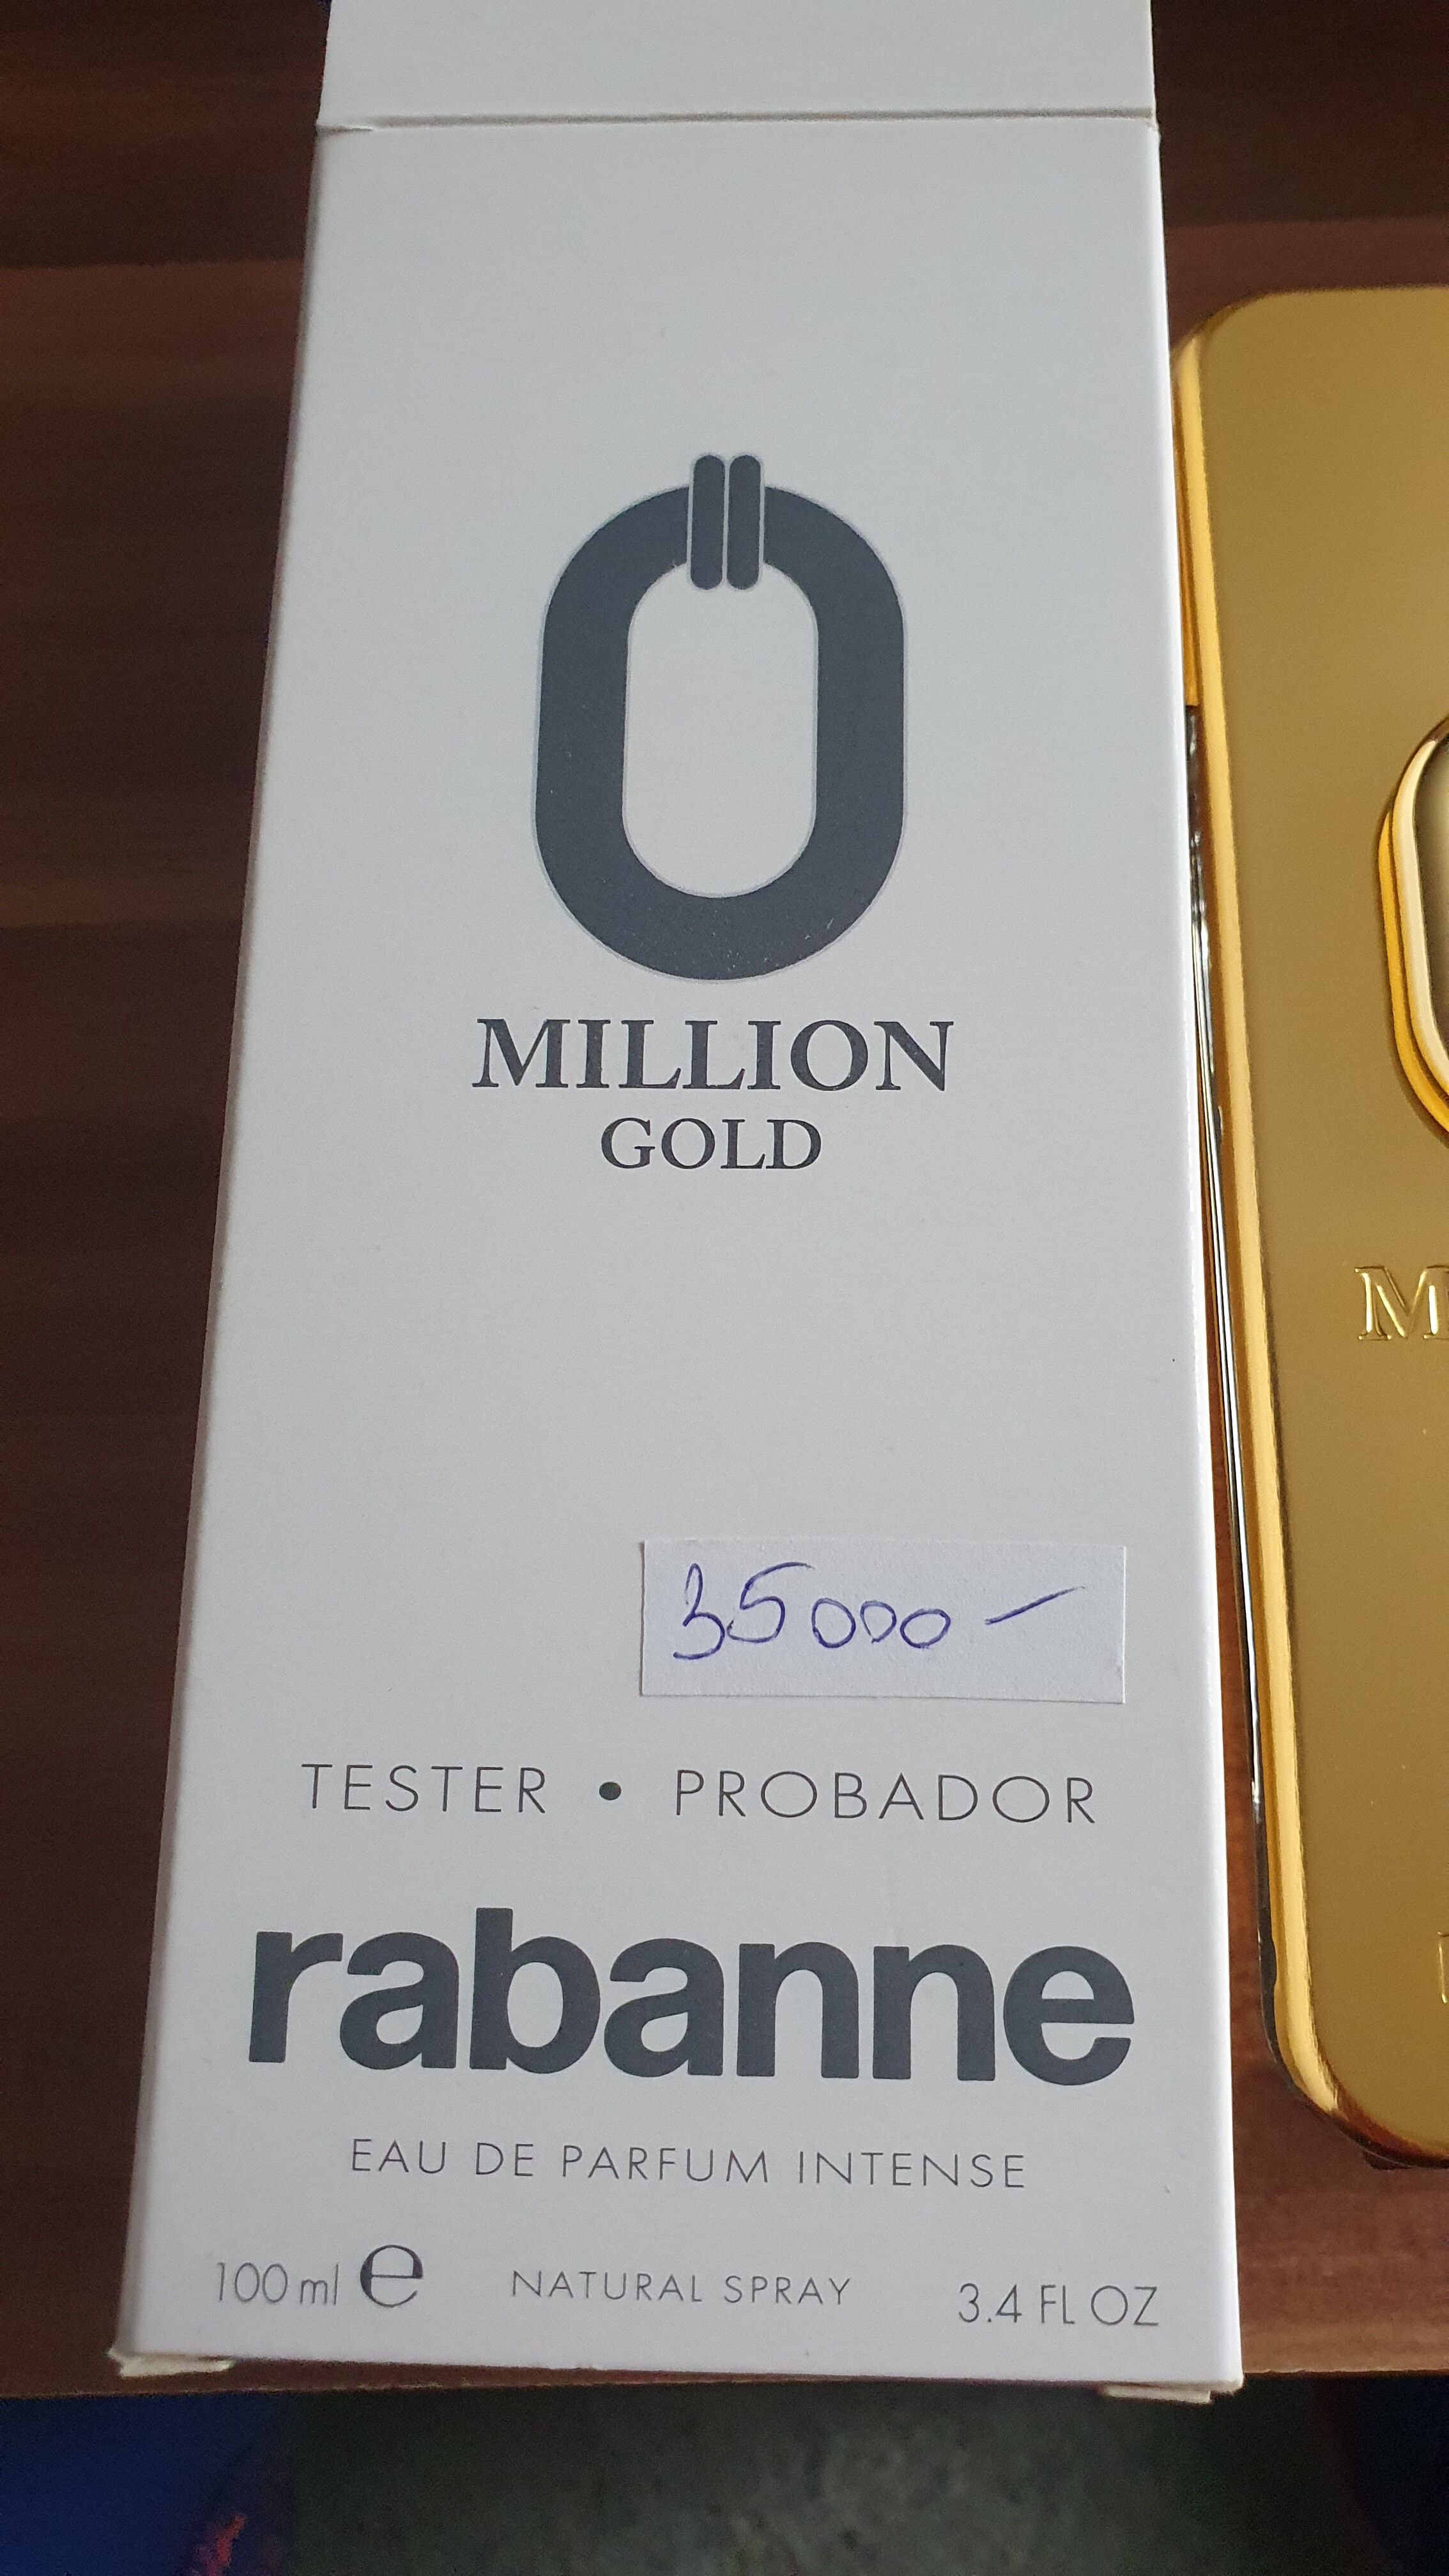 MILLION
GOLD
35000-
TESTER • PROBADOR
rabanne
EAU DE PARFUM INTENSE
100 ml e NATURAL SPRAY 3.4 FL OZ
M